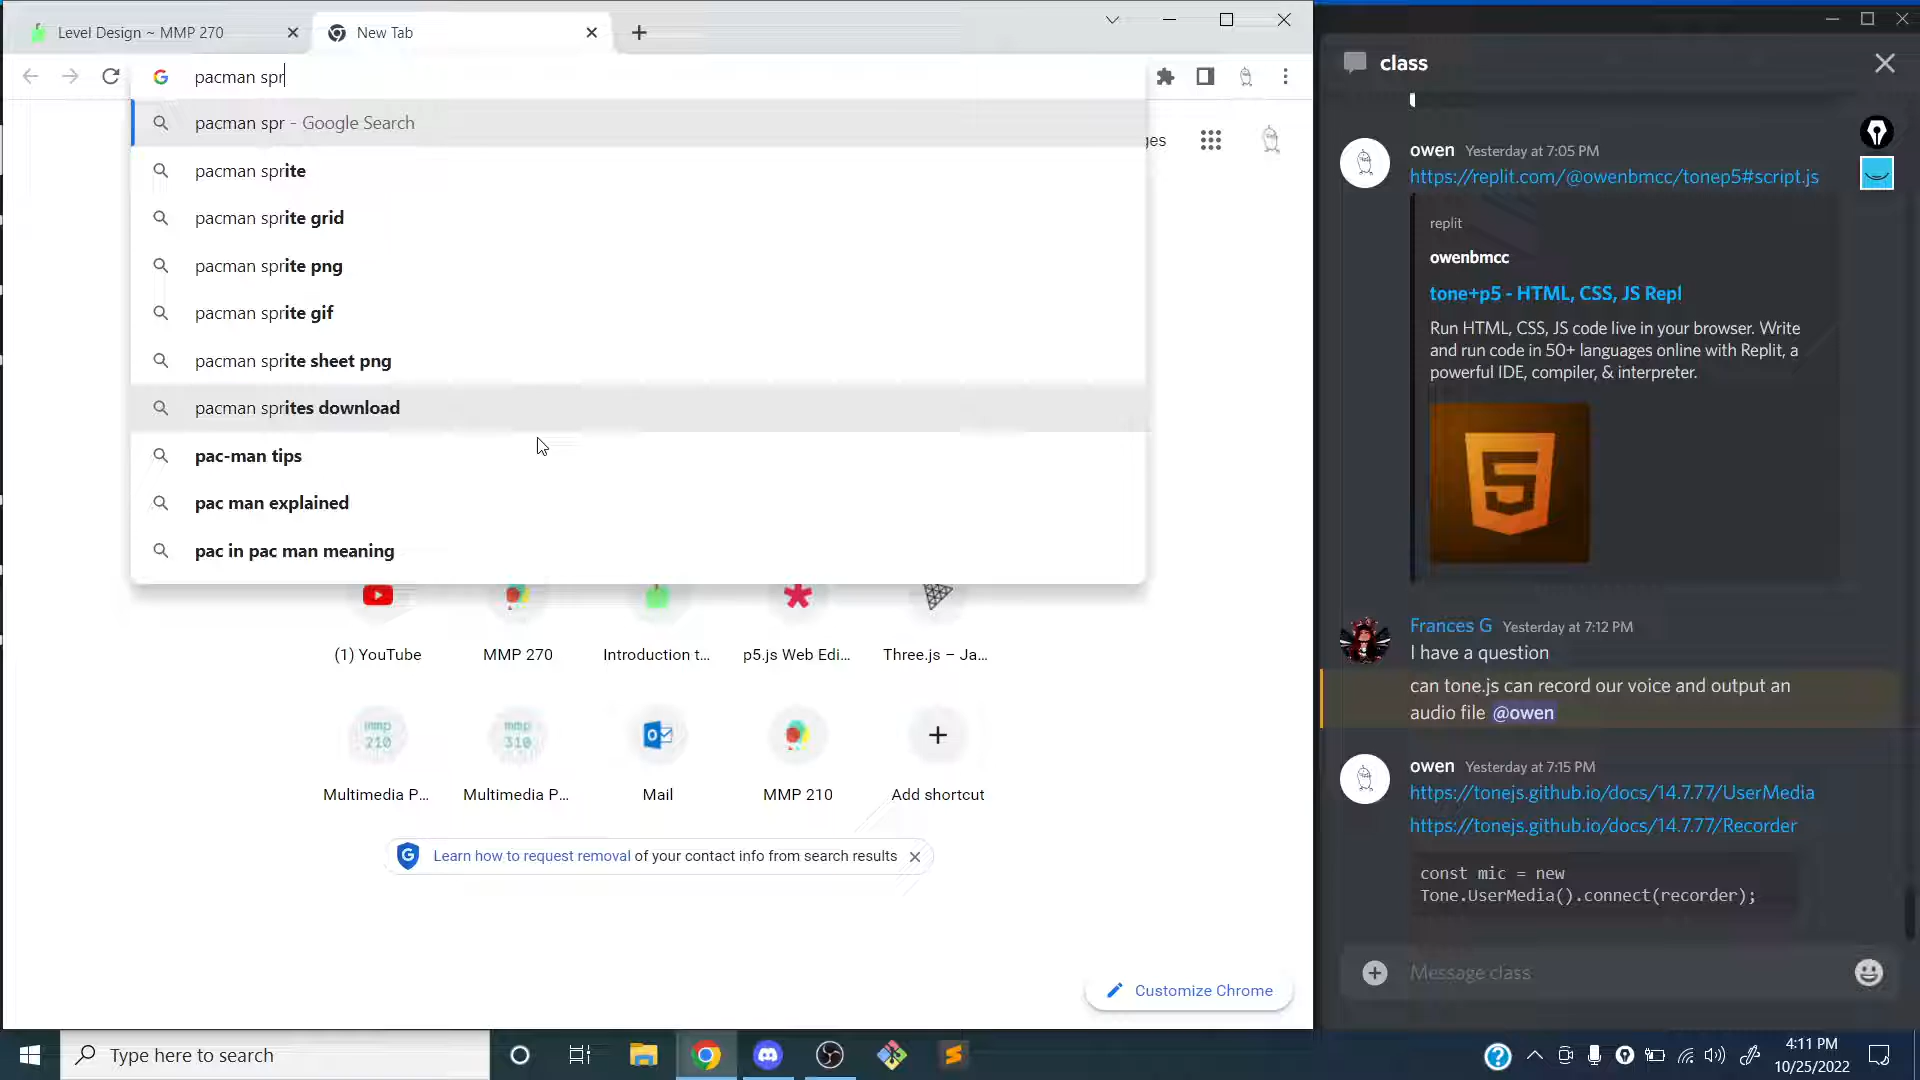 Level Design ~ MMP 270
New Tab
pacman spr
pacman spr - Google Search
pacman sprite
pacman sprite grid
pacman sprite png
pacman sprite gif
pacman sprite sheet png
pacman sprites download
pac-man tips
pac man explained
pac in pac man meaning
ges
(1) YouTube
MMP 270
Introduction t...
p5.js Web Edi...
Three.js – Ja...
mmp
210
mmp
310
Multimedia P...
Multimedia P...
Mail
MMP 210
Add shortcut
Learn how to request removal of your contact info from search results
Customize Chrome
class
owen Yesterday at 7:05 PM
https://replit.com/@owenbmcc/tonep5#script.js
replit
owenbmcc
tone+p5 - HTML, CSS, JS Repl
Run HTML, CSS, JS code live in your browser. Write
and run code in 50+ languages online with Replit, a
powerful IDE, compiler, & interpreter.
5
Frances G Yesterday at 7:12 PM
I have a question
can tone.js can record our voice and output an
audio file @owen
owen Yesterday at 7:15 PM
https://tonejs.github.io/docs/14.7.77/UserMedia
https://tonejs.github.io/docs/14.7.77/Recorder
const mic = new
Tone.UserMedia().connect(recorder);
Message class
Type here to search
4:11 PM
10/25/2022